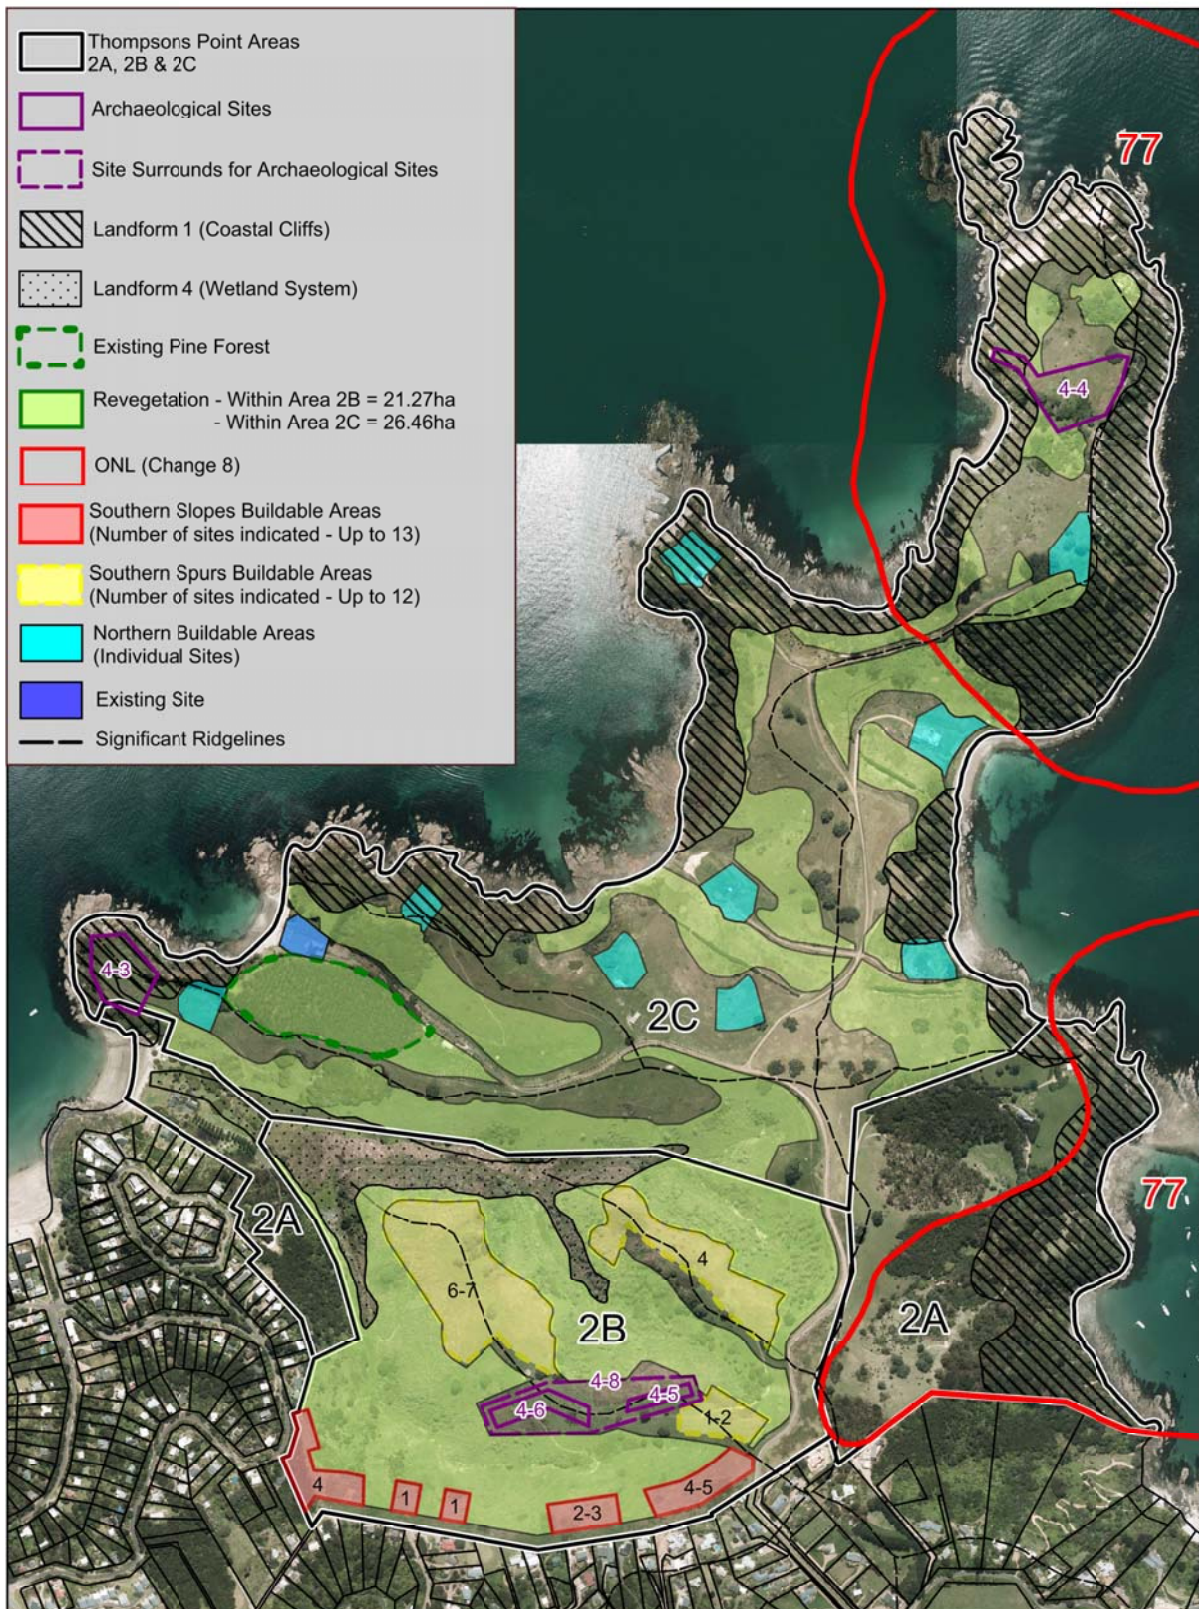 Thompsons Point Areas
2A, 2B & 2C
Archaeological Sites
Site Surrounds for Archaeological Sites
Landform 1 (Coastal Cliffs)
Landform 4 (Wetland System)
Existing Pine Forest
Revegetation - Within Area 2B = 21.27ha
- Within Area 2C = 26.46ha
ONL (Change 8)
Southern Slopes Buildable Areas
(Number of sites indicated - Up to 13)
Southern Spurs Buildable Areas
(Number of sites indicated - Up to 12)
Northern Buildable Areas
(Individual Sites)
Existing Site
Significant Ridgelines
77
4-4
4-3
2C
77
2A
4
6-7
2B
2A
4-8
4-5
4-6
1-2
4
1
1
2-3
4-5